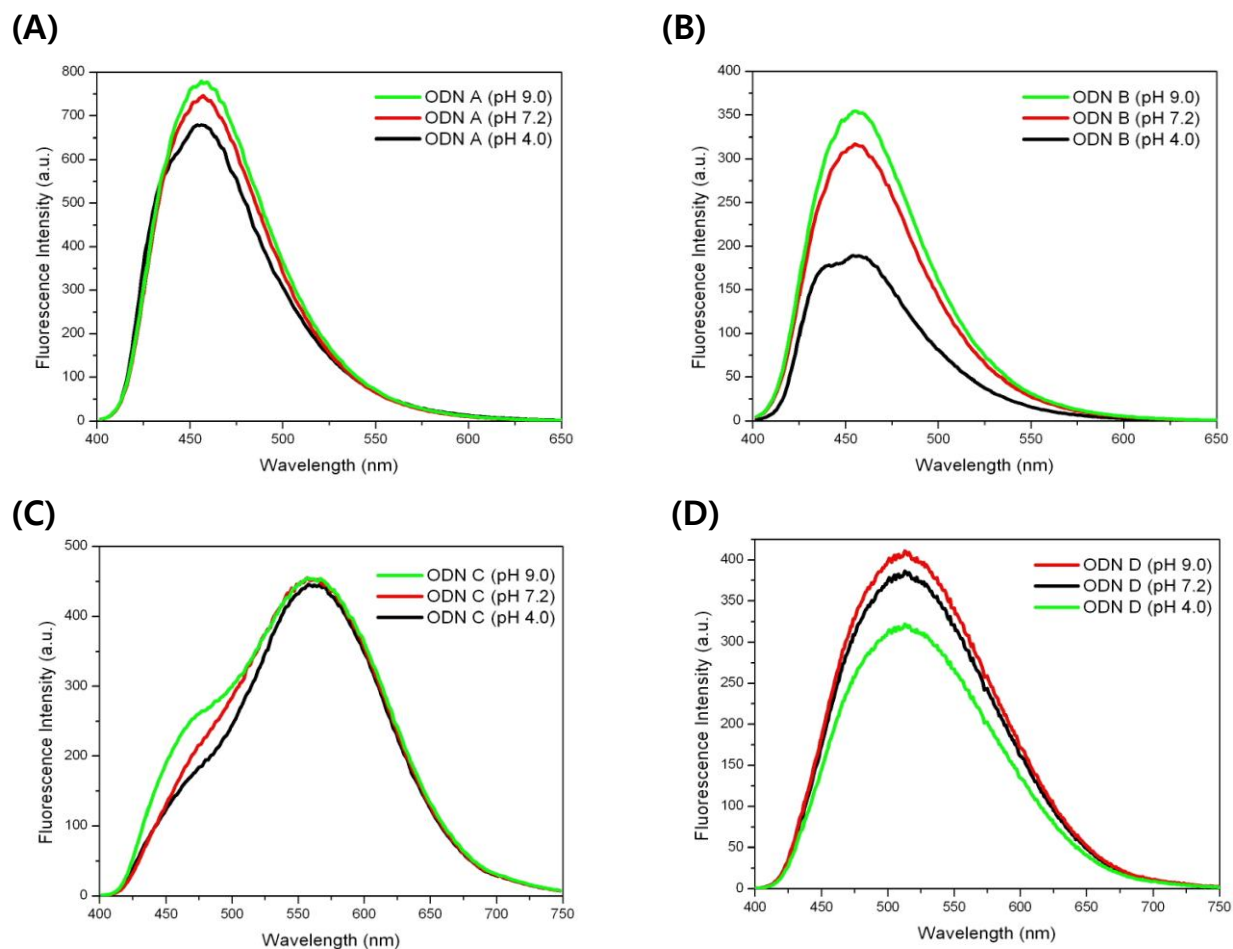 (A)
800
700
600
500
400
300
200
100
0
400 450 500 550 600 650
Fluorescence Intensity (a.u.)
Wavelength (nm)
ODN A (pH 9.0)
ODN A (pH 7.2)
ODN A (pH 4.0)
(B)
400
350
300
250
200
150
100
50
0
400 450 500 550 600 650
Fluorescence Intensity (a.u.)
Wavelength (nm)
ODN B (pH 9.0)
ODN B (pH 7.2)
ODN B (pH 4.0)
(C)
500
400
300
200
100
0
400 450 500 550 600 650 700 750
Fluorescence Intensity (a.u.)
Wavelength (nm)
ODN C (pH 9.0)
ODN C (pH 7.2)
ODN C (pH 4.0)
(D)
400
350
300
250
200
150
100
50
0
400 450 500 550 600 650 700 750
Fluorescence Intensity (a.u.)
Wavelength (nm)
ODN D (pH 9.0)
ODN D (pH 7.2)
ODN D (pH 4.0)